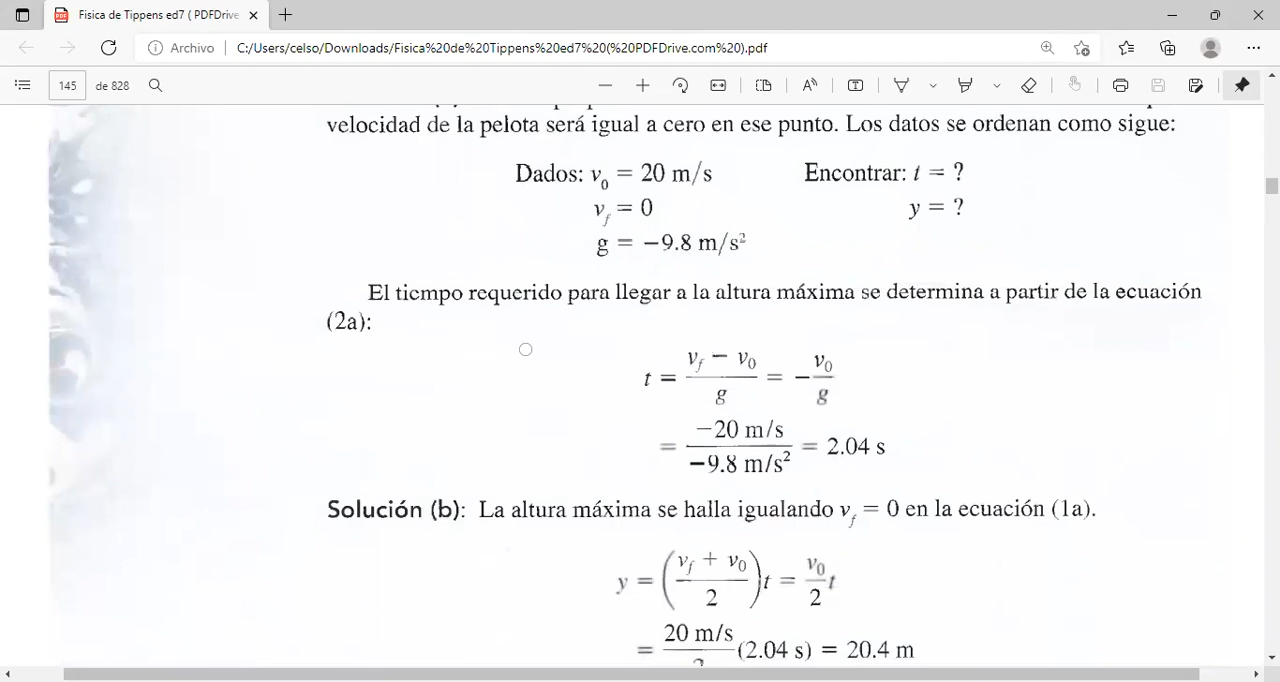 Fisica de Tippens ed7 ( PDFDrive
Archivo
C:/Users/celso/Downloads/Fisica%20de%20Tippens%20ed7%20(%20PDFDrive.com%20).pdf
145 de 828
velocidad de la pelota será igual a cero en ese punto. Los datos se ordenan como sigue:
Dados: v₀ = 20 m/s Encontrar: t = ?
v_f = 0 y = ?
g = −9.8 m/s²
El tiempo requerido para llegar a la altura máxima se determina a partir de la ecuación
(2a):
t = (v_f − v₀)/g = −v₀/g
= (−20 m/s)/(−9.8 m/s²) = 2.04 s
Solución (b): La altura máxima se halla igualando v_f = 0 en la ecuación (1a).
y = ((v_f + v₀)/2)t = (v₀/2)t
= (20 m/s)/2 (2.04 s) = 20.4 m